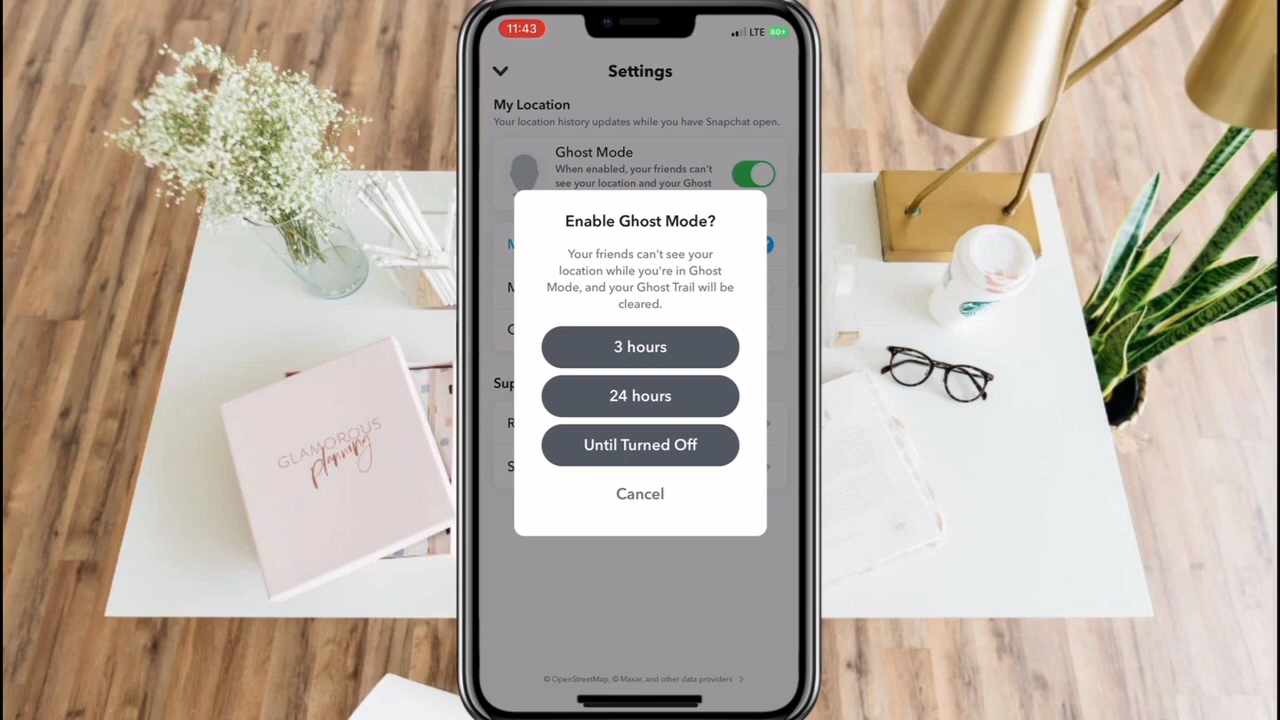 11:43
LTE
80+
Settings
My Location
Your location history updates while you have Snapchat open.
Ghost Mode
When enabled, your friends can't
see your location and your Ghost
Enable Ghost Mode?
Your friends can't see your
location while you're in Ghost
Mode, and your Ghost Trail will be
cleared.
3 hours
24 hours
Until Turned Off
Cancel
M
M
C
Sup
R
S
GLAMOROUS
planning
© OpenStreetMap, © Maxar, and other data providers